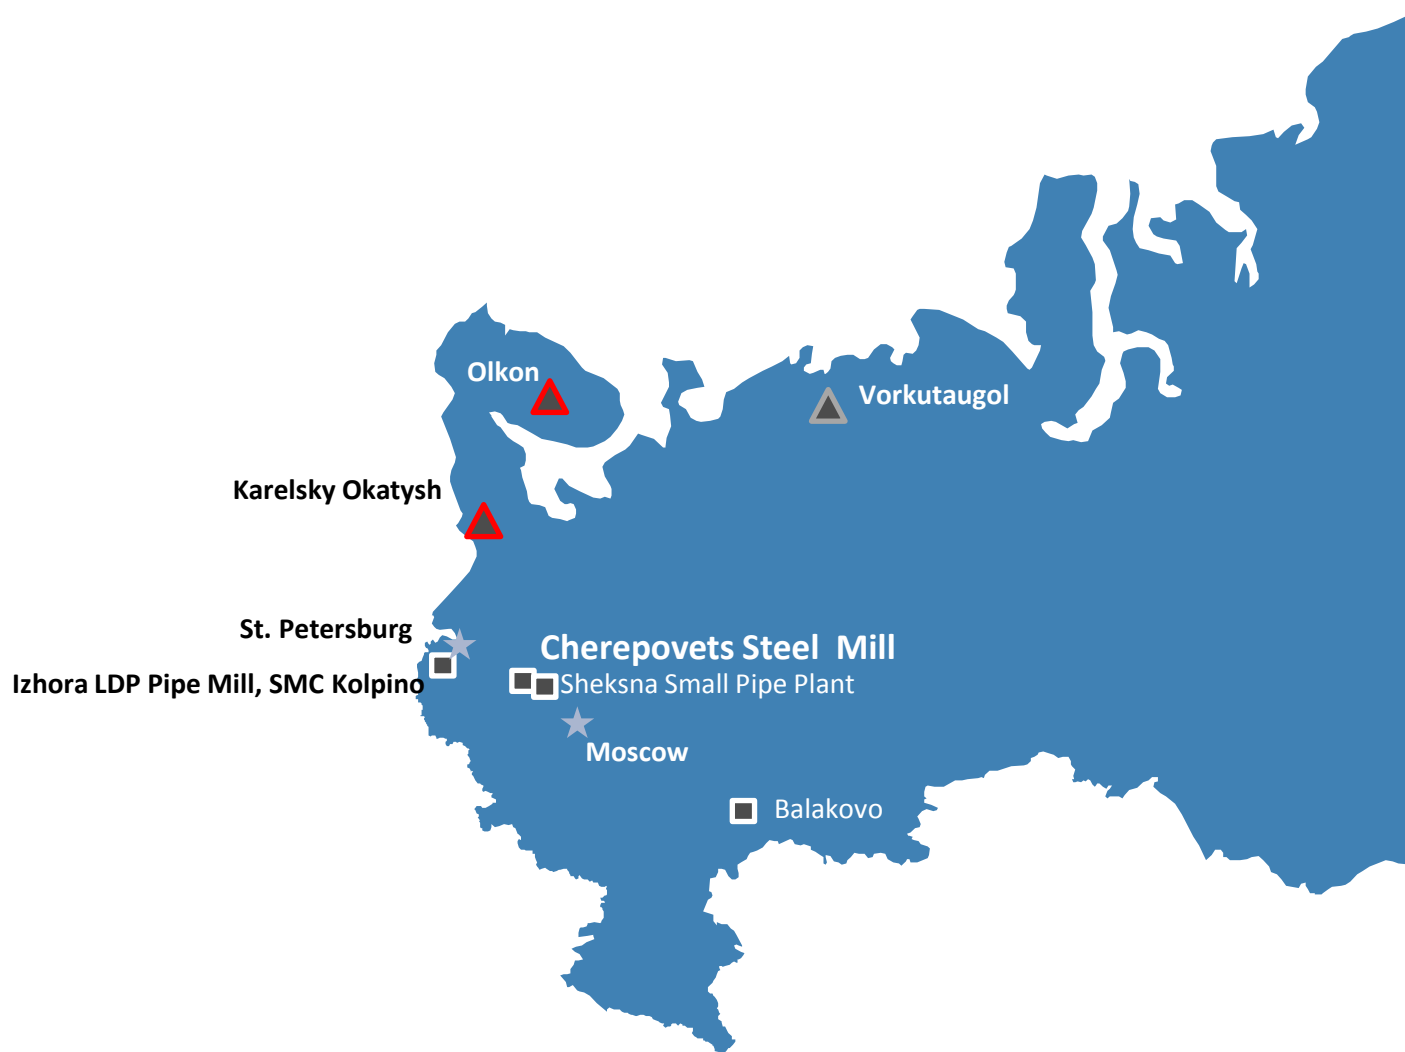 Olkon
Vorkutaugol
Karelsky Okatysh
St. Petersburg
Cherepovets Steel Mill
Izhora LDP Pipe Mill, SMC Kolpino
Sheksna Small Pipe Plant
Moscow
Balakovo